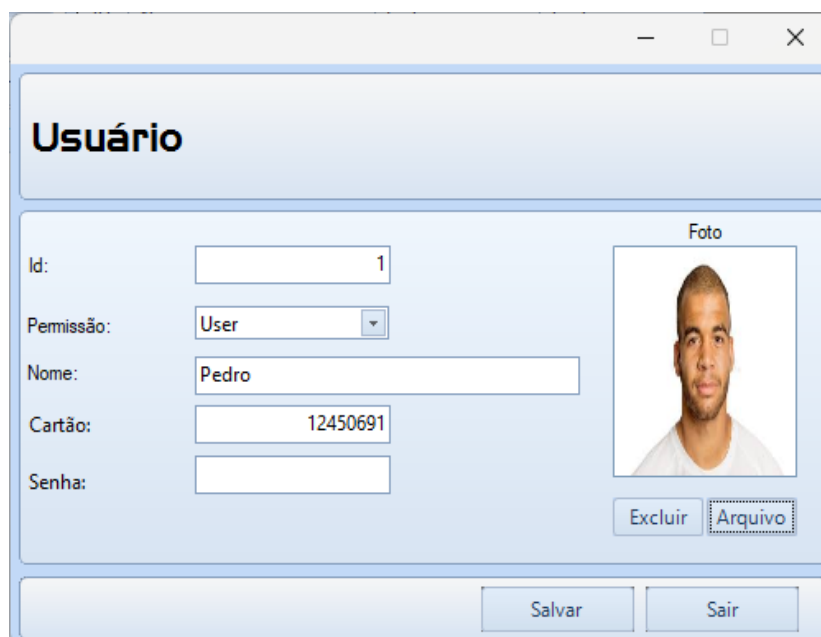 Usuário
Foto
Id: 1
Permissão: User
Nome: Pedro
Cartão: 12450691
Senha:
Excluir Arquivo
Salvar Sair